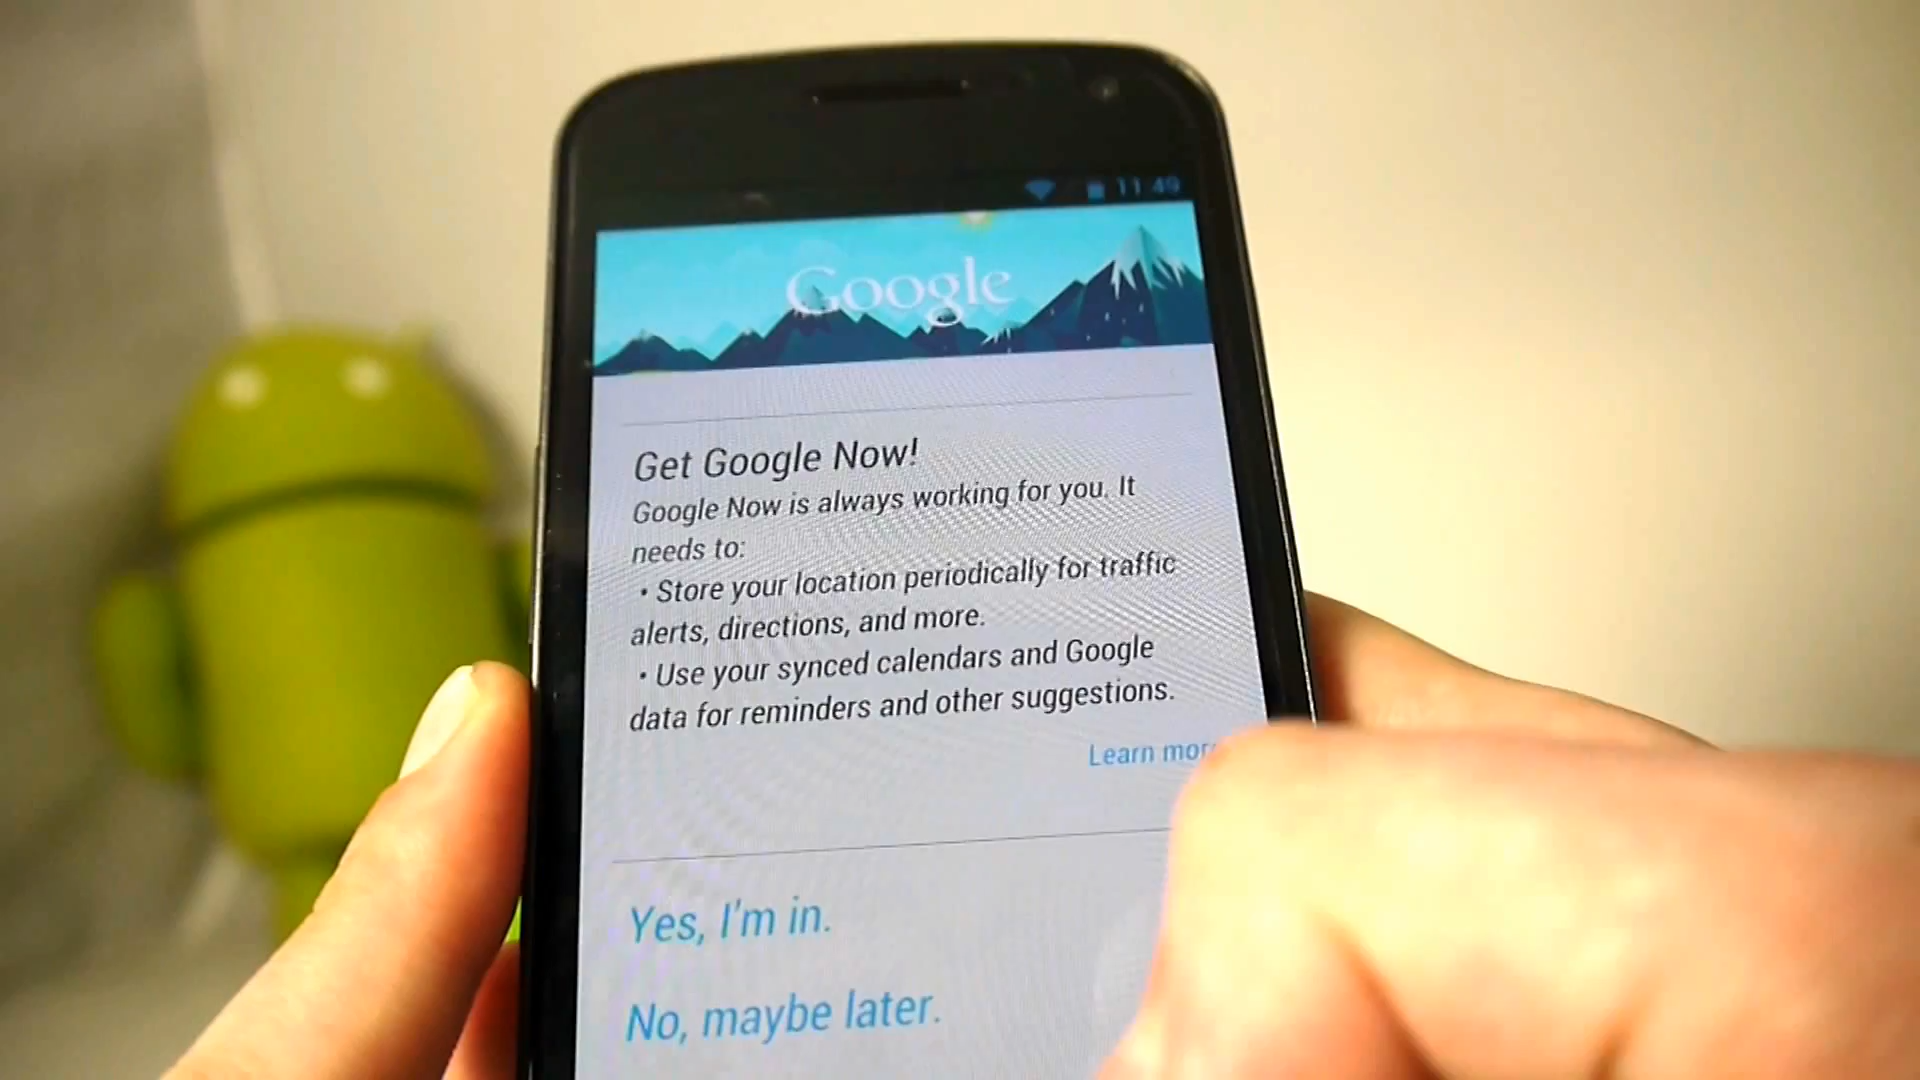 11:49
Google
Get Google Now!
Google Now is always working for you. It
needs to:
• Store your location periodically for traffic
alerts, directions, and more.
• Use your synced calendars and Google
data for reminders and other suggestions.
Learn more
Yes, I'm in.
No, maybe later.